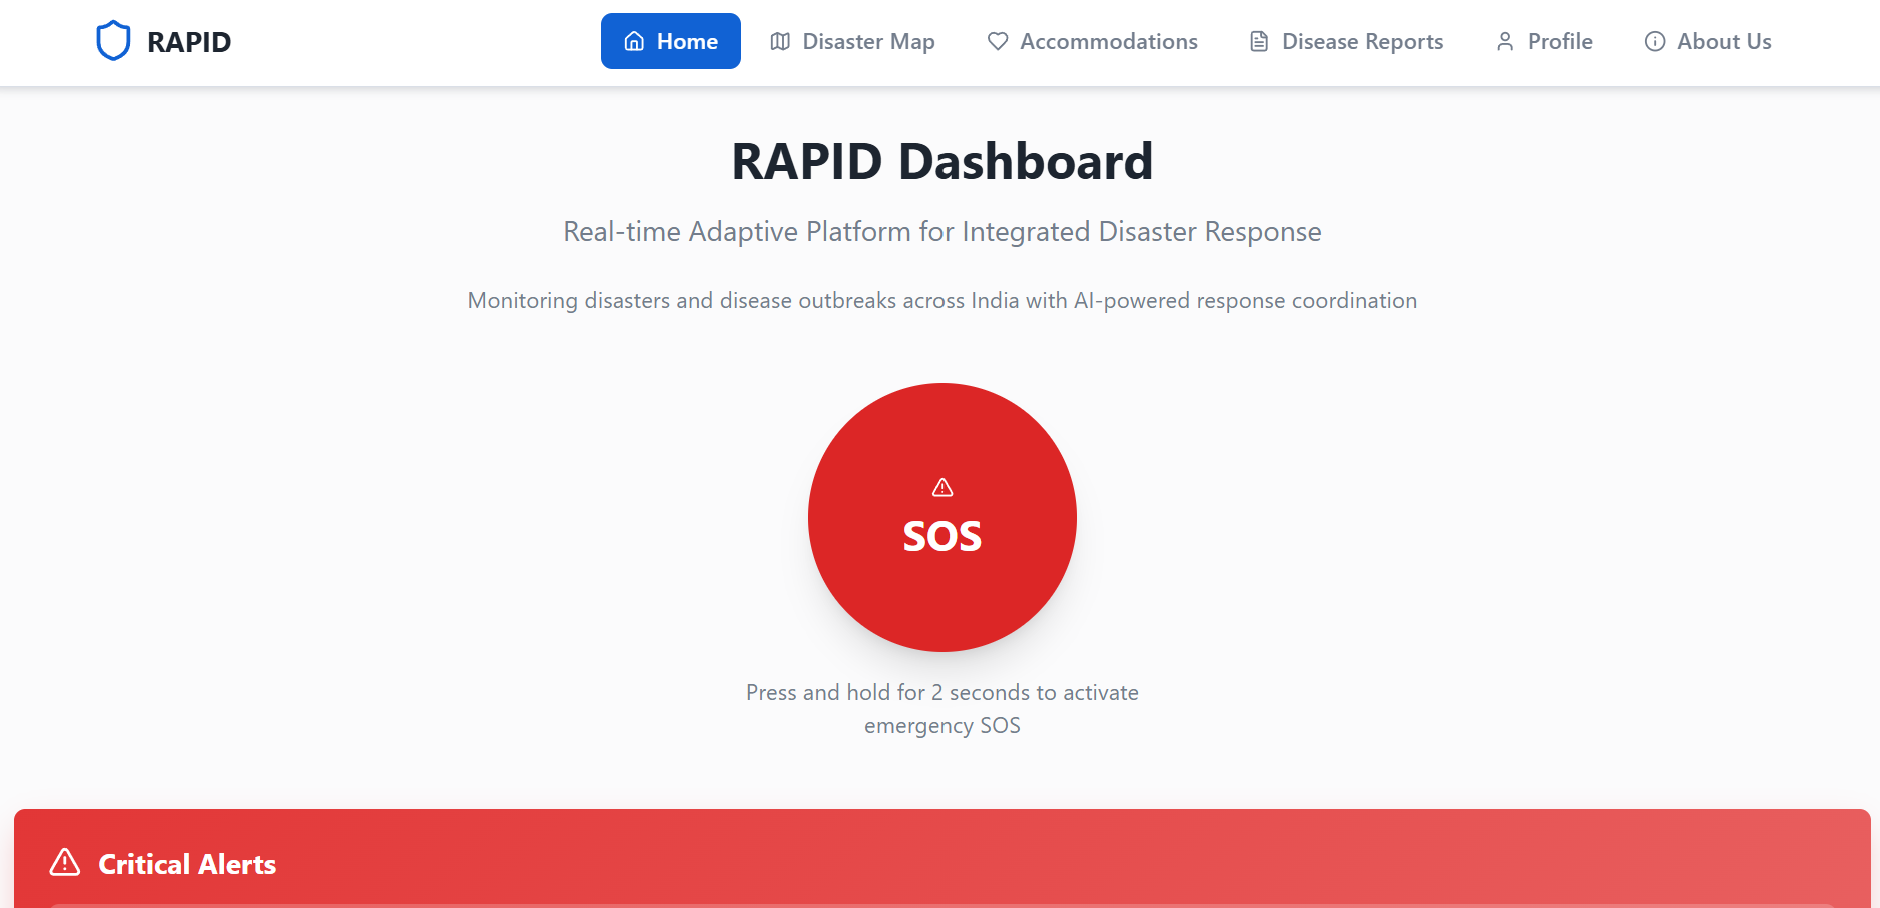 RAPID
Home
Disaster Map
Accommodations
Disease Reports
Profile
About Us
RAPID Dashboard
Real-time Adaptive Platform for Integrated Disaster Response
Monitoring disasters and disease outbreaks across India with AI-powered response coordination
SOS
Press and hold for 2 seconds to activate
emergency SOS
Critical Alerts